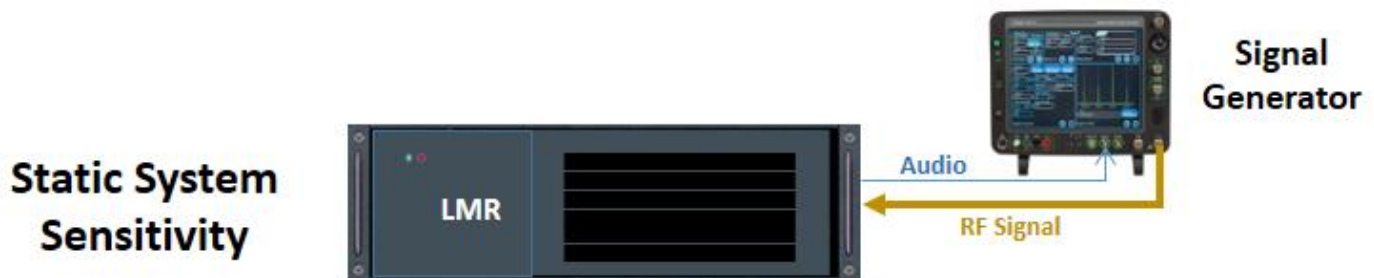 Signal
Generator
Audio
Static System
Sensitivity
LMR
RF Signal